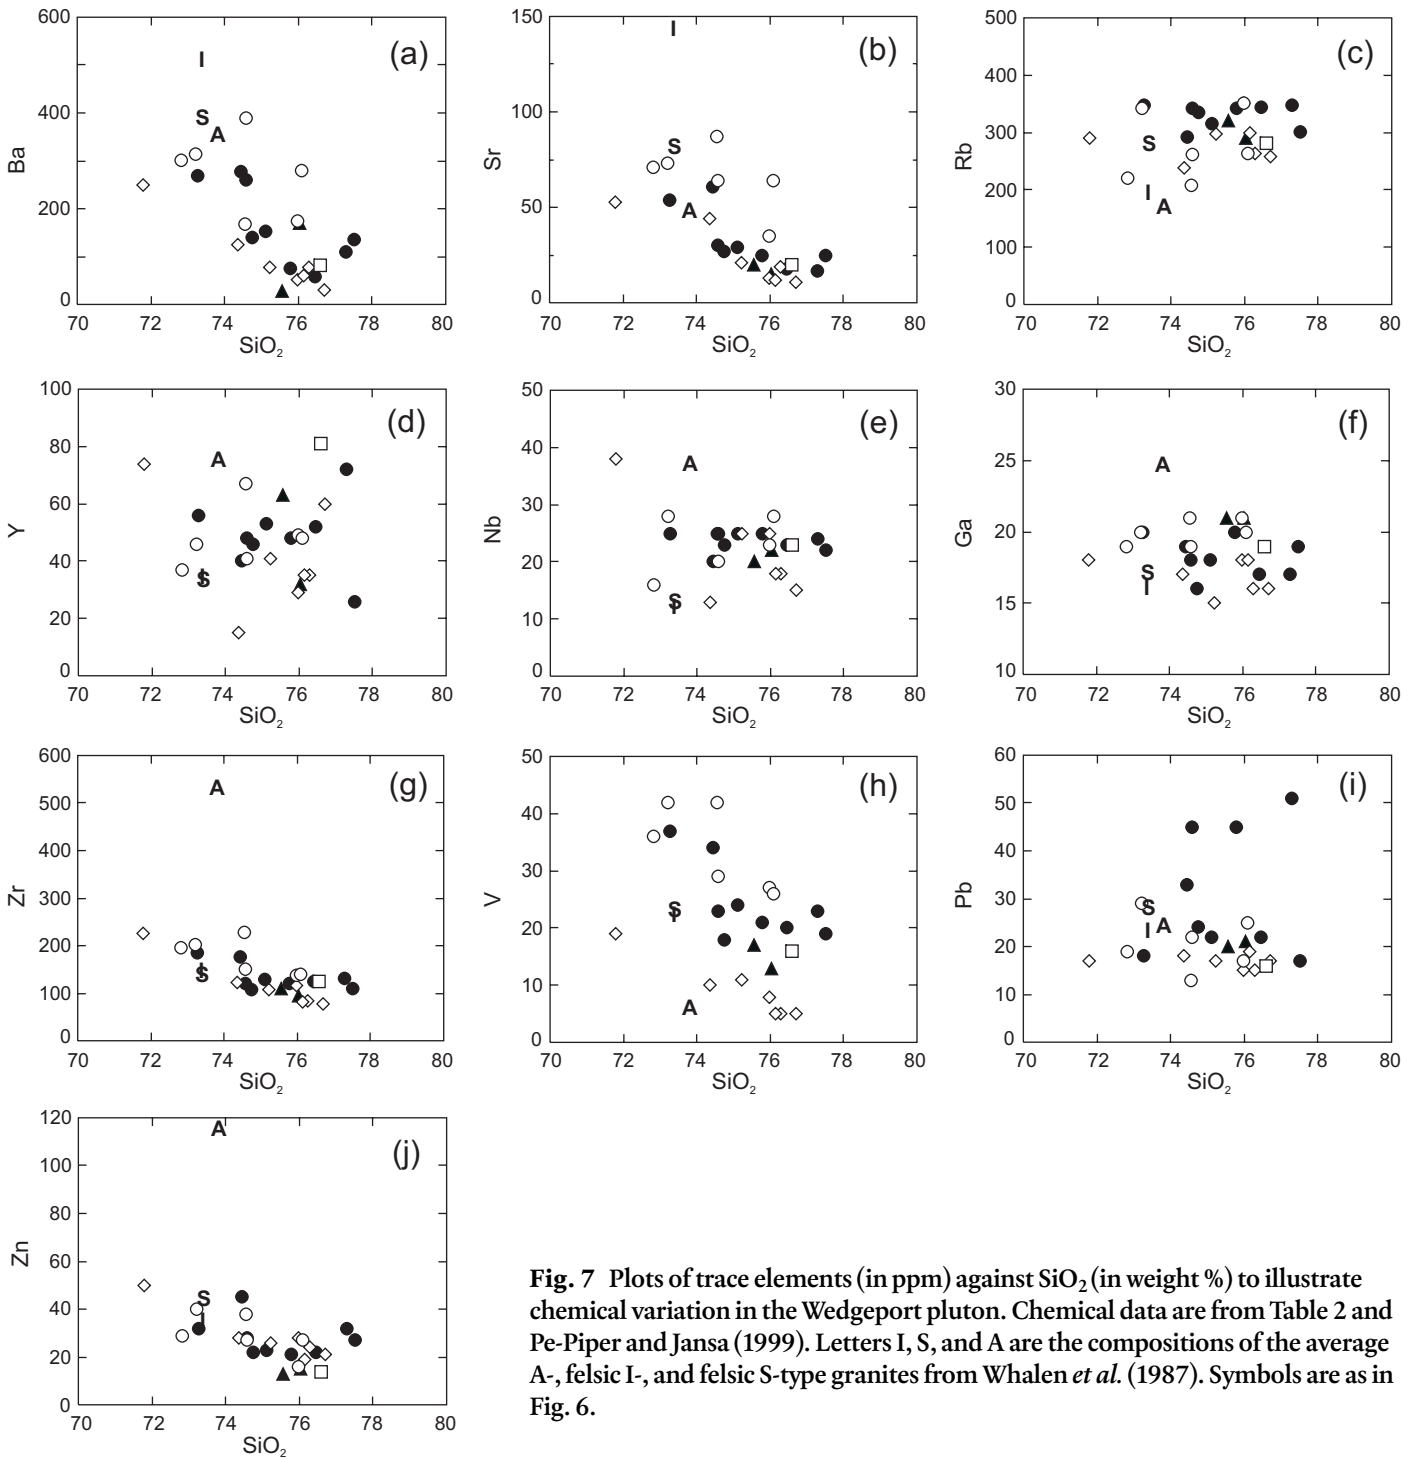 600
400
200
0
Ba
I
S
A
(a)
70 72 74 76 78 80
SiO₂
150
100
50
0
Sr
I
S
A
(b)
70 72 74 76 78 80
SiO₂
500
400
300
200
100
0
Rb
S
I
A
(c)
70 72 74 76 78 80
SiO₂
100
80
60
40
20
0
Y
A
I
S
(d)
70 72 74 76 78 80
SiO₂
50
40
30
20
10
0
Nb
A
S
I
(e)
70 72 74 76 78 80
SiO₂
30
25
20
15
10
Ga
A
S
I
(f)
70 72 74 76 78 80
SiO₂
600
500
400
300
200
100
0
Zr
A
I
S
(g)
70 72 74 76 78 80
SiO₂
50
40
30
20
10
0
V
S
I
A
(h)
70 72 74 76 78 80
SiO₂
60
50
40
30
20
10
0
Pb
S
I
A
(i)
70 72 74 76 78 80
SiO₂
120
100
80
60
40
20
0
Zn
A
S
I
(j)
70 72 74 76 78 80
SiO₂
Fig. 7 Plots of trace elements (in ppm) against SiO₂ (in weight %) to illustrate
chemical variation in the Wedgeport pluton. Chemical data are from Table 2 and
Pe-Piper and Jansa (1999). Letters I, S, and A are the compositions of the average
A-, felsic I-, and felsic S-type granites from Whalen et al. (1987). Symbols are as in
Fig. 6.